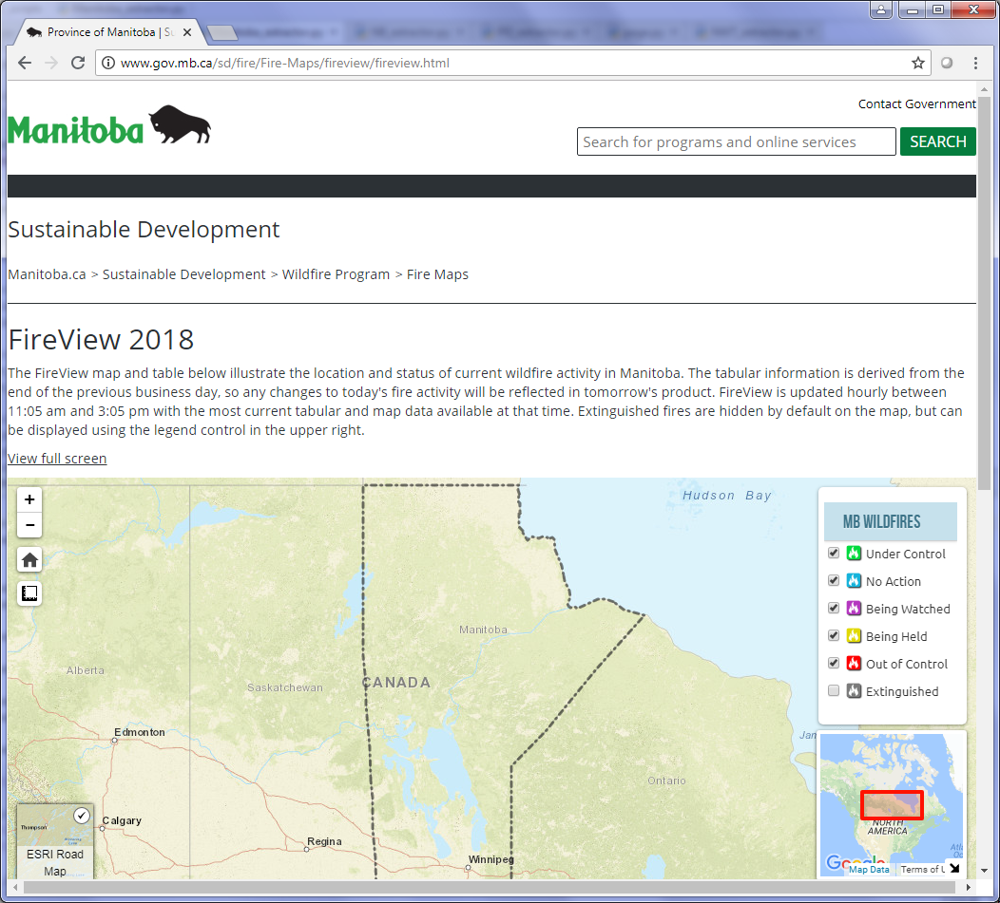 Province of Manitoba | Su
www.gov.mb.ca/sd/fire/Fire-Maps/fireview/fireview.html
Contact Government
Manitoba
Search for programs and online services
SEARCH
Sustainable Development
Manitoba.ca > Sustainable Development > Wildfire Program > Fire Maps
FireView 2018
The FireView map and table below illustrate the location and status of current wildfire activity in Manitoba. The tabular information is derived from the
end of the previous business day, so any changes to today's fire activity will be reflected in tomorrow's product. FireView is updated hourly between
11:05 am and 3:05 pm with the most current tabular and map data available at that time. Extinguished fires are hidden by default on the map, but can
be displayed using the legend control in the upper right.
View full screen
+
−
Hudson Bay
MB WILDFIRES
Under Control
No Action
Being Watched
Being Held
Out of Control
Extinguished
Manitoba
Alberta
Saskatchewan
CANADA
Edmonton
Jan
Ontario
Calgary
Regina
Winnipeg
Thompson
ESRI Road
Map
NORTH
AMERICA
Google
Map Data
Terms of U